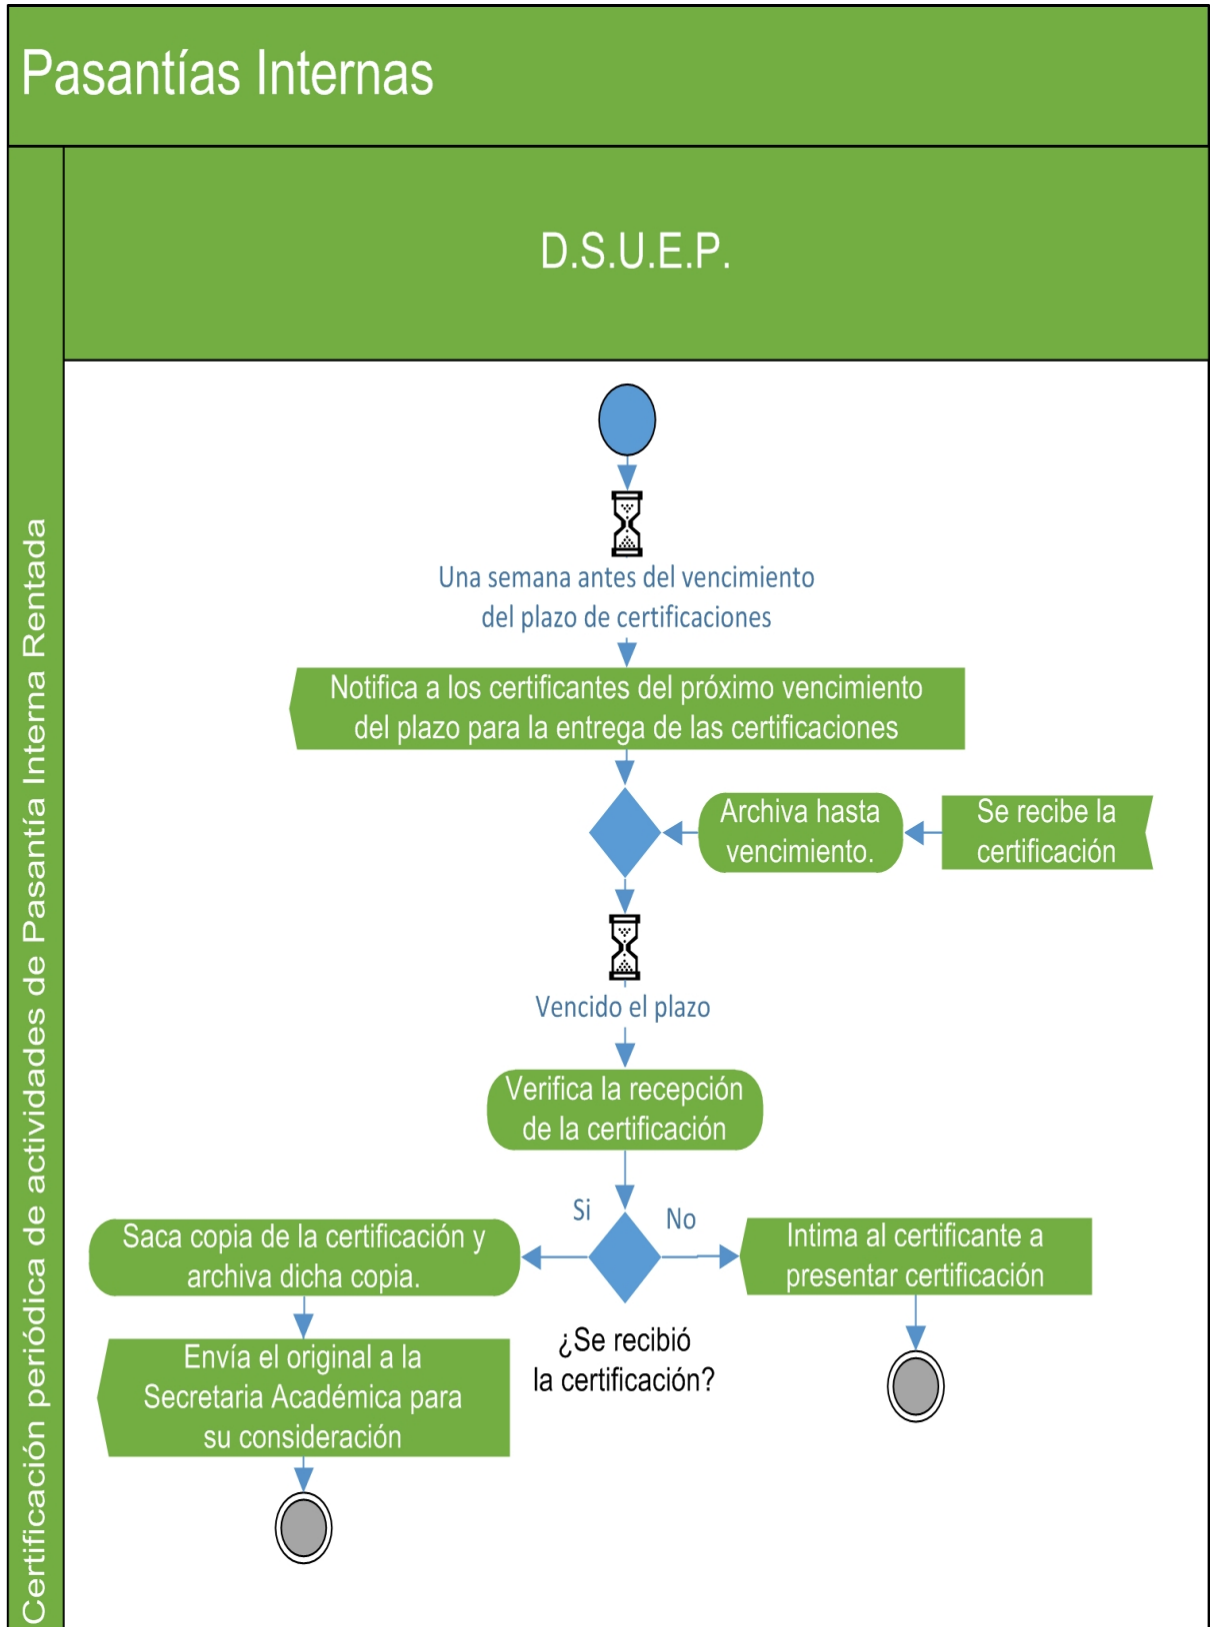 Pasantías Internas
D.S.U.E.P.
Certificación periódica de actividades de Pasantía Interna Rentada
Una semana antes del vencimiento
del plazo de certificaciones
Notifica a los certificantes del próximo vencimiento
del plazo para la entrega de las certificaciones
Archiva hasta
vencimiento.
Se recibe la
certificación
Vencido el plazo
Verifica la recepción
de la certificación
Si
No
Saca copia de la certificación y
archiva dicha copia.
Intima al certificante a
presentar certificación
¿Se recibió
la certificación?
Envía el original a la
Secretaria Académica para
su consideración